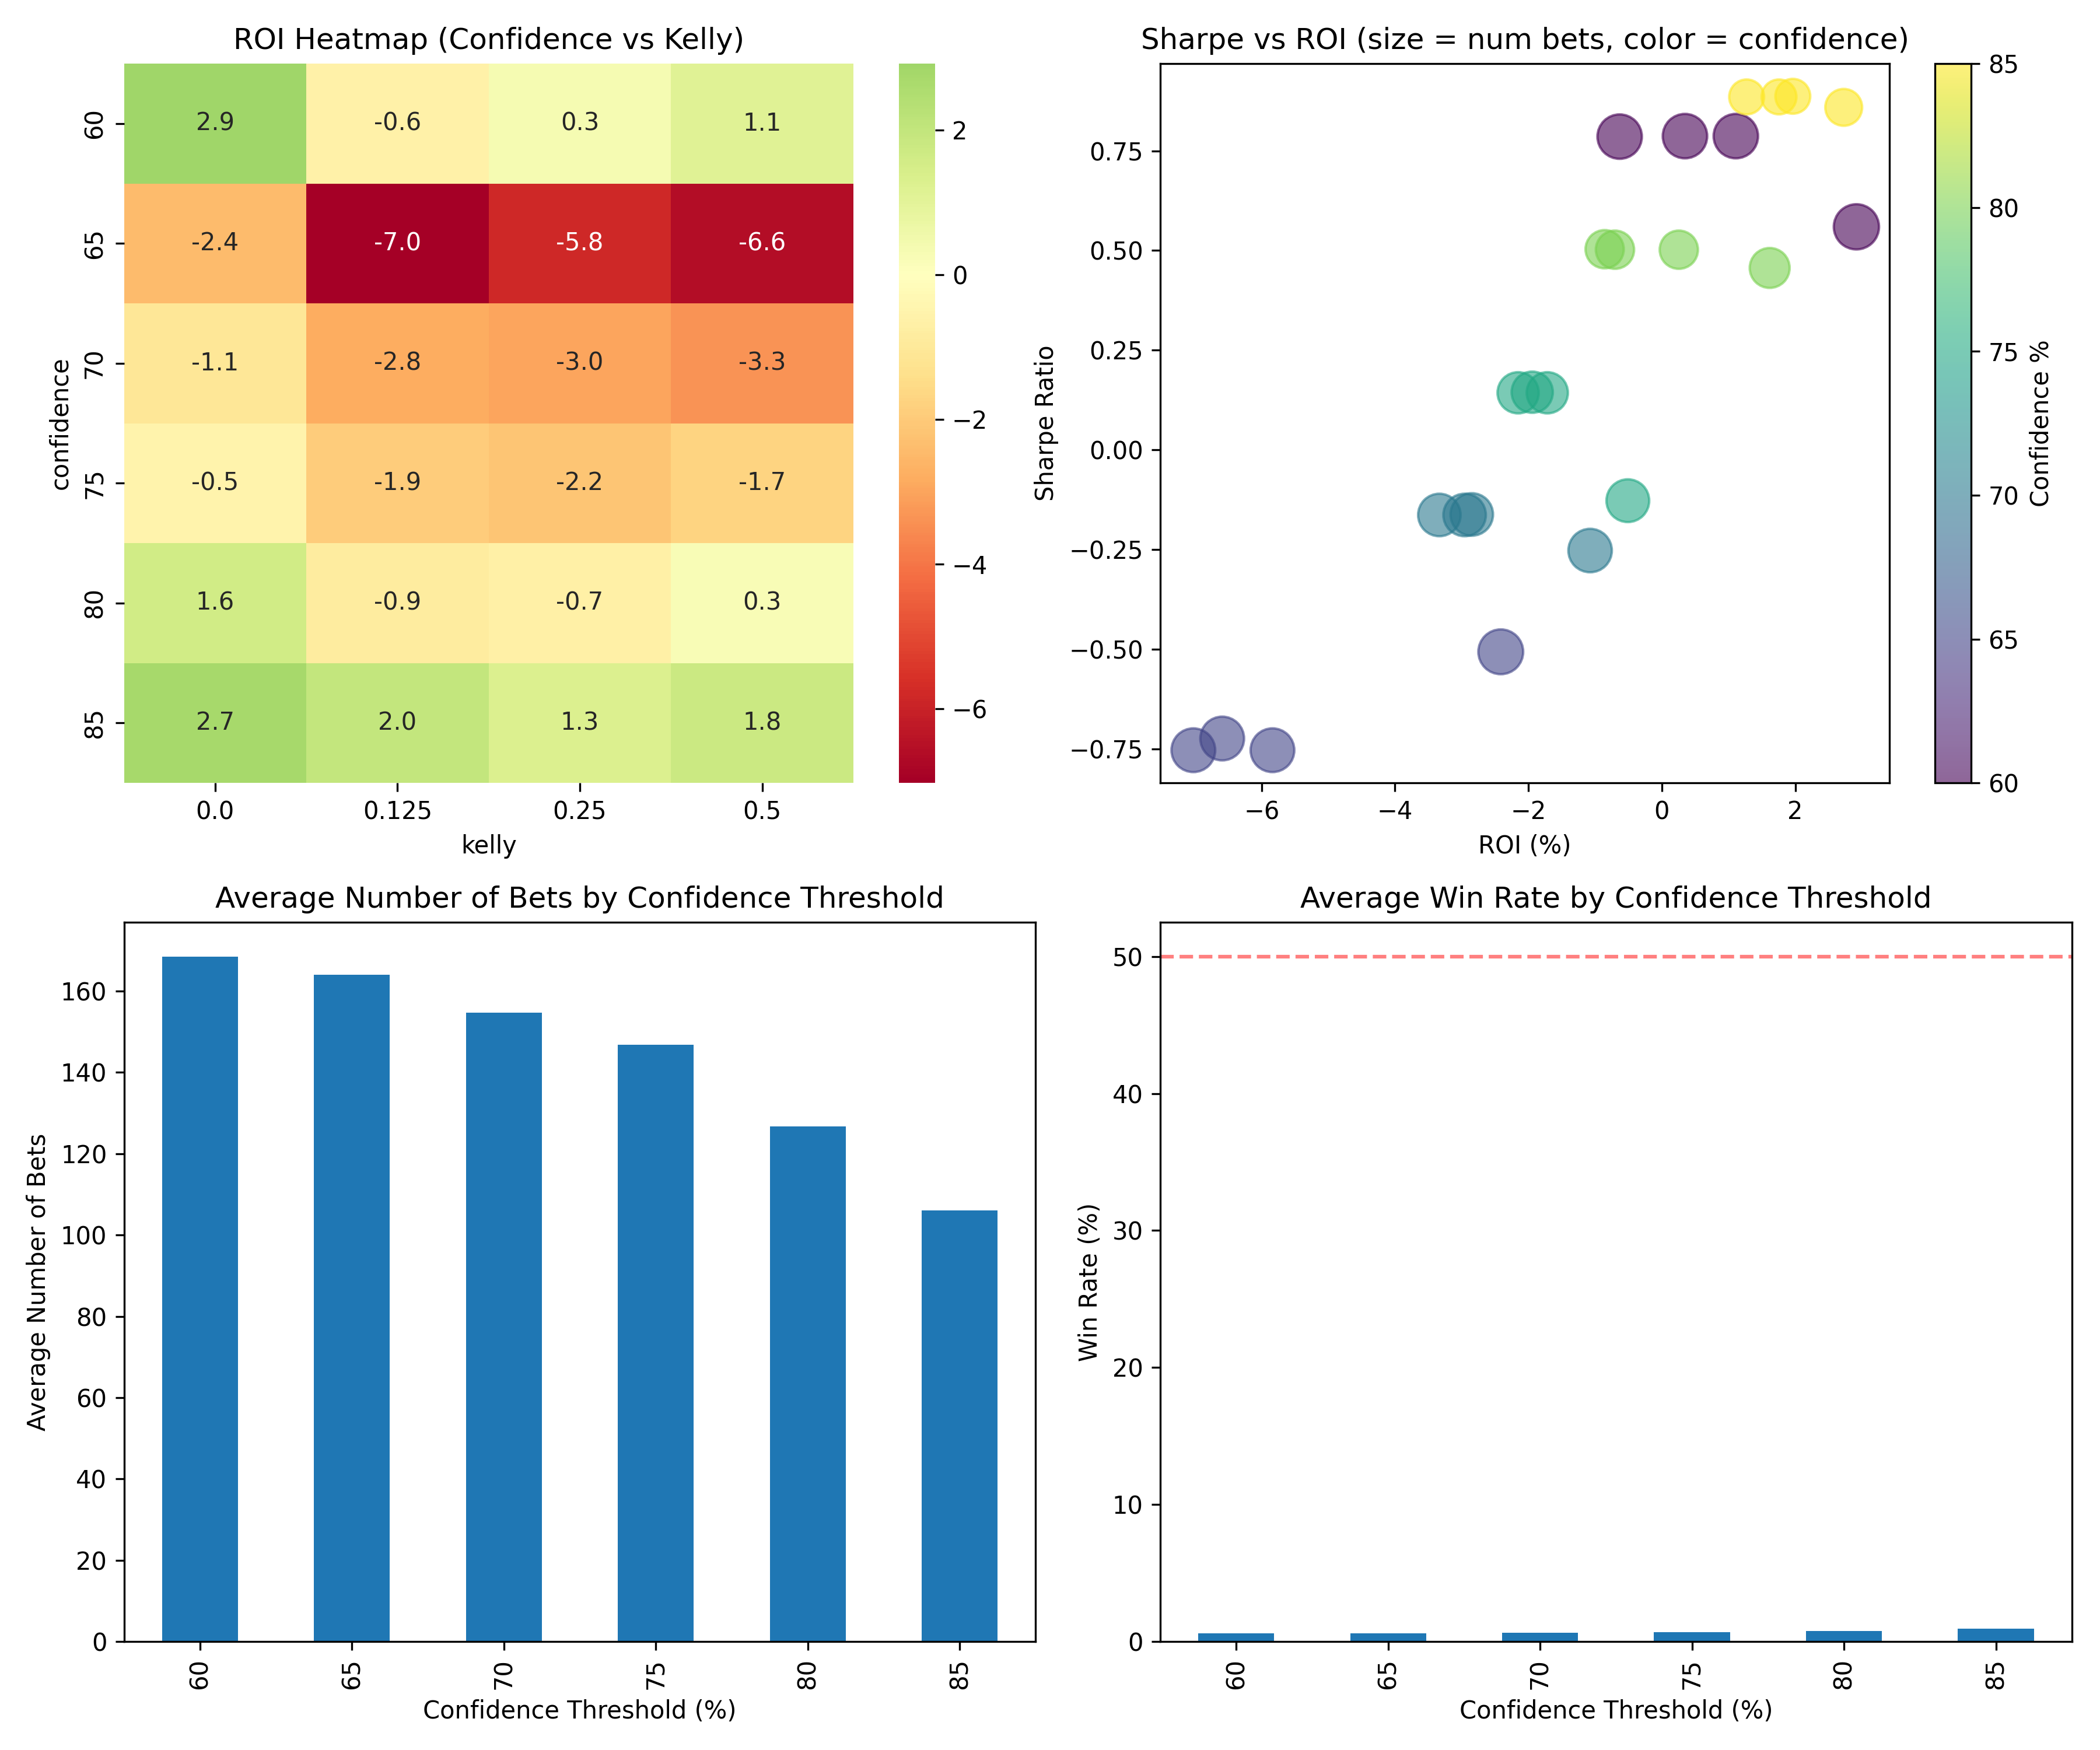 ROI Heatmap (Confidence vs Kelly)
confidence
60
65
70
75
80
85
2.9 -0.6 0.3 1.1
-2.4 -7.0 -5.8 -6.6
-1.1 -2.8 -3.0 -3.3
-0.5 -1.9 -2.2 -1.7
1.6 -0.9 -0.7 0.3
2.7 2.0 1.3 1.8
0.0 0.125 0.25 0.5
kelly
2
0
−2
−4
−6
Sharpe vs ROI (size = num bets, color = confidence)
Sharpe Ratio
0.75
0.50
0.25
0.00
−0.25
−0.50
−0.75
−6 −4 −2 0 2
ROI (%)
85
80
75
70
65
60
Confidence %
Average Number of Bets by Confidence Threshold
Average Number of Bets
160
140
120
100
80
60
40
20
0
60 65 70 75 80 85
Confidence Threshold (%)
Average Win Rate by Confidence Threshold
Win Rate (%)
50
40
30
20
10
0
60 65 70 75 80 85
Confidence Threshold (%)